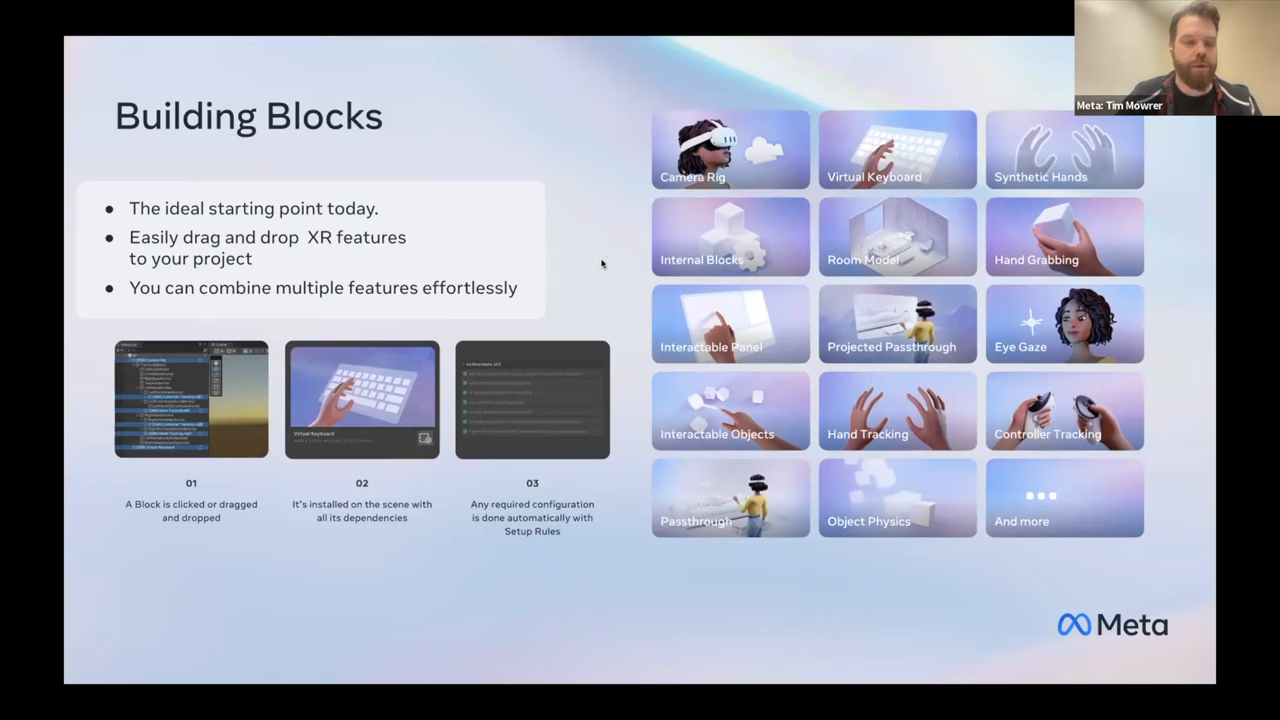 Building Blocks
Meta: Tim Mowrer
● The ideal starting point today.
● Easily drag and drop XR features
to your project
● You can combine multiple features effortlessly
Camera Rig
Virtual Keyboard
Synthetic Hands
Internal Blocks
Room Model
Hand Grabbing
Interactable Panel
Projected Passthrough
Eye Gaze
Interactable Objects
Hand Tracking
Controller Tracking
Passthrough
Object Physics
And more
Virtual Keyboard
01
A Block is clicked or dragged
and dropped
02
It's installed on the scene with
all its dependencies
03
Any required configuration
is done automatically with
Setup Rules
Meta